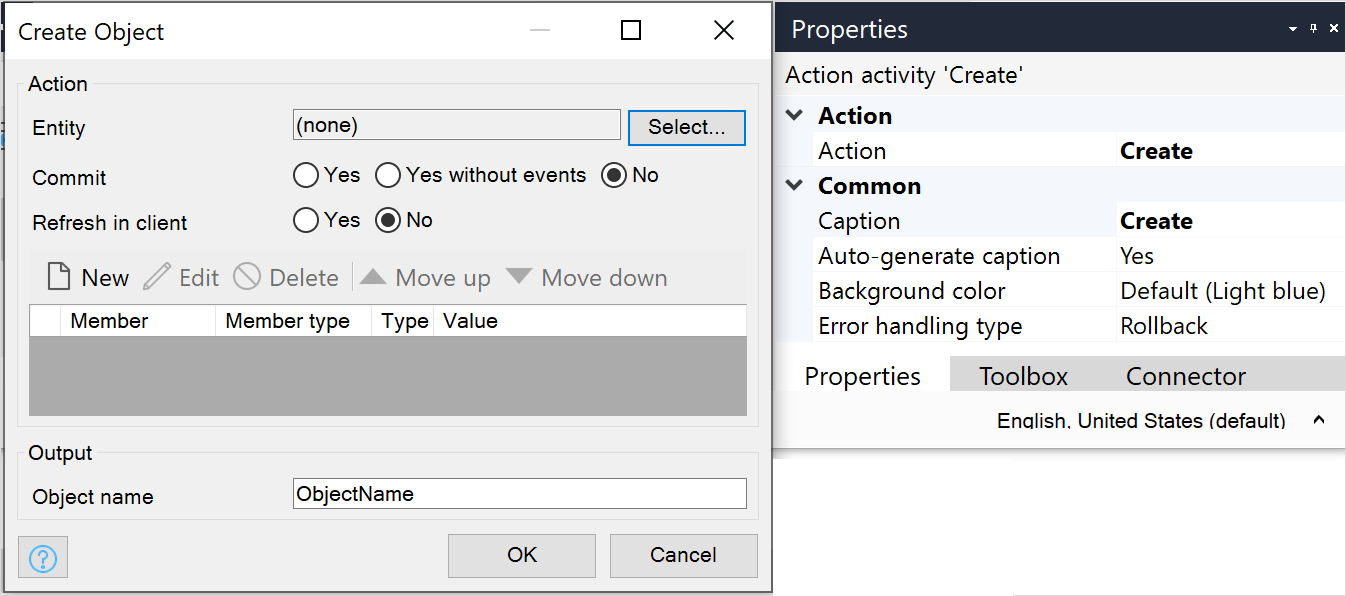 Create Object
Action
Entity (none) Select...
Commit Yes Yes without events No
Refresh in client Yes No
New Edit Delete Move up Move down
Member Member type Type Value
Output
Object name ObjectName
? OK Cancel
Properties
Action activity 'Create'
Action
Action Create
Common
Caption Create
Auto-generate caption Yes
Background color Default (Light blue)
Error handling type Rollback
Properties Toolbox Connector
English, United States (default)